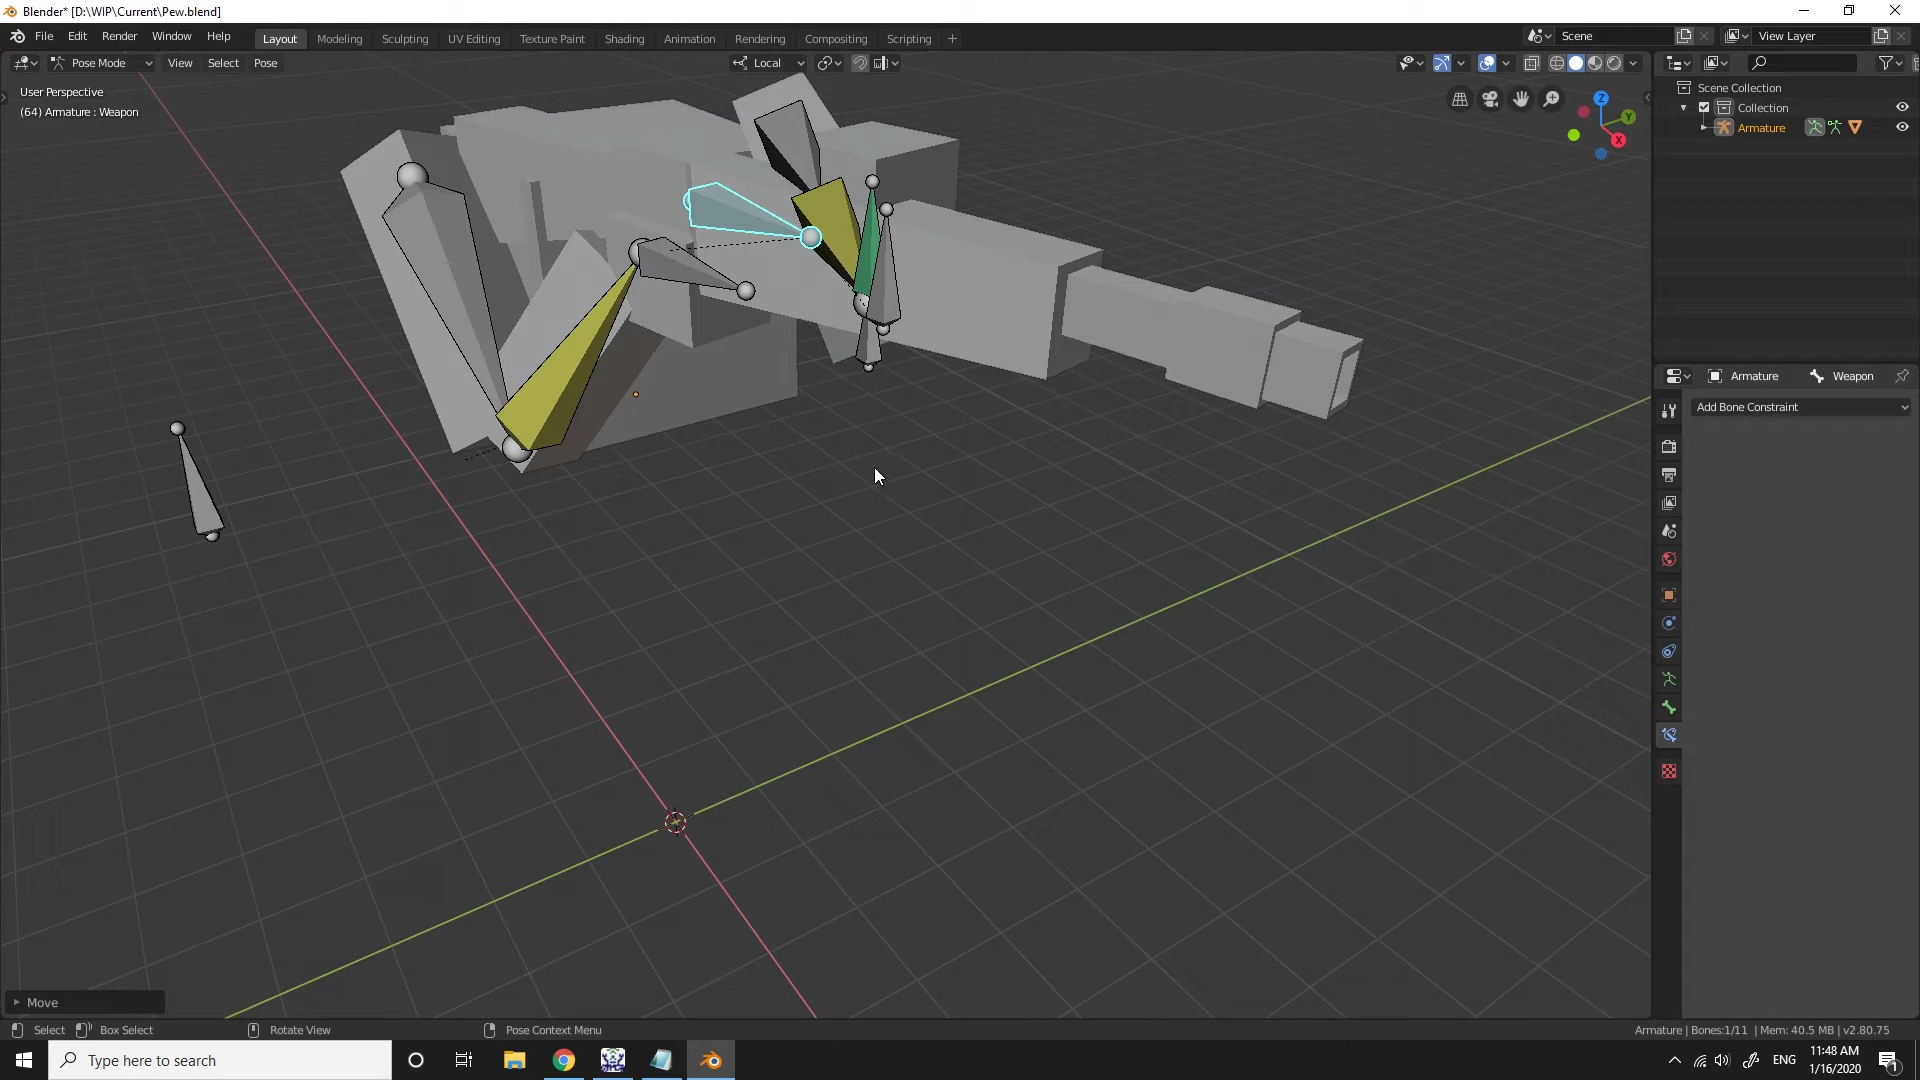 Blender* [D:\WIP\Current\Pew.blend]
File Edit Render Window Help Layout Modeling Sculpting UV Editing Texture Paint Shading Animation Rendering Compositing Scripting + Scene View Layer
Pose Mode View Select Pose Local
User Perspective
(64) Armature : Weapon
Z
Y
X
Scene Collection
Collection
Armature
Armature Weapon
Add Bone Constraint
Move
Select Box Select Rotate View Pose Context Menu Armature | Bones:1/11 | Mem: 40.5 MB | v2.80.75
Type here to search
ENG
11:48 AM
1/16/2020
1